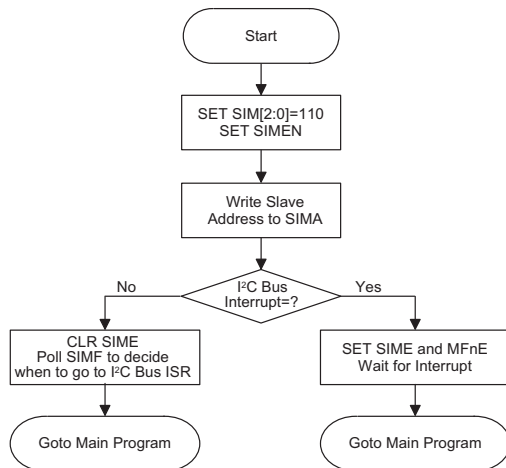 Start
SET SIM[2:0]=110
SET SIMEN
Write Slave
Address to SIMA
I²C Bus
Interrupt=?
No
Yes
CLR SIME
Poll SIMF to decide
when to go to I²C Bus ISR
SET SIME and MFnE
Wait for Interrupt
Goto Main Program
Goto Main Program